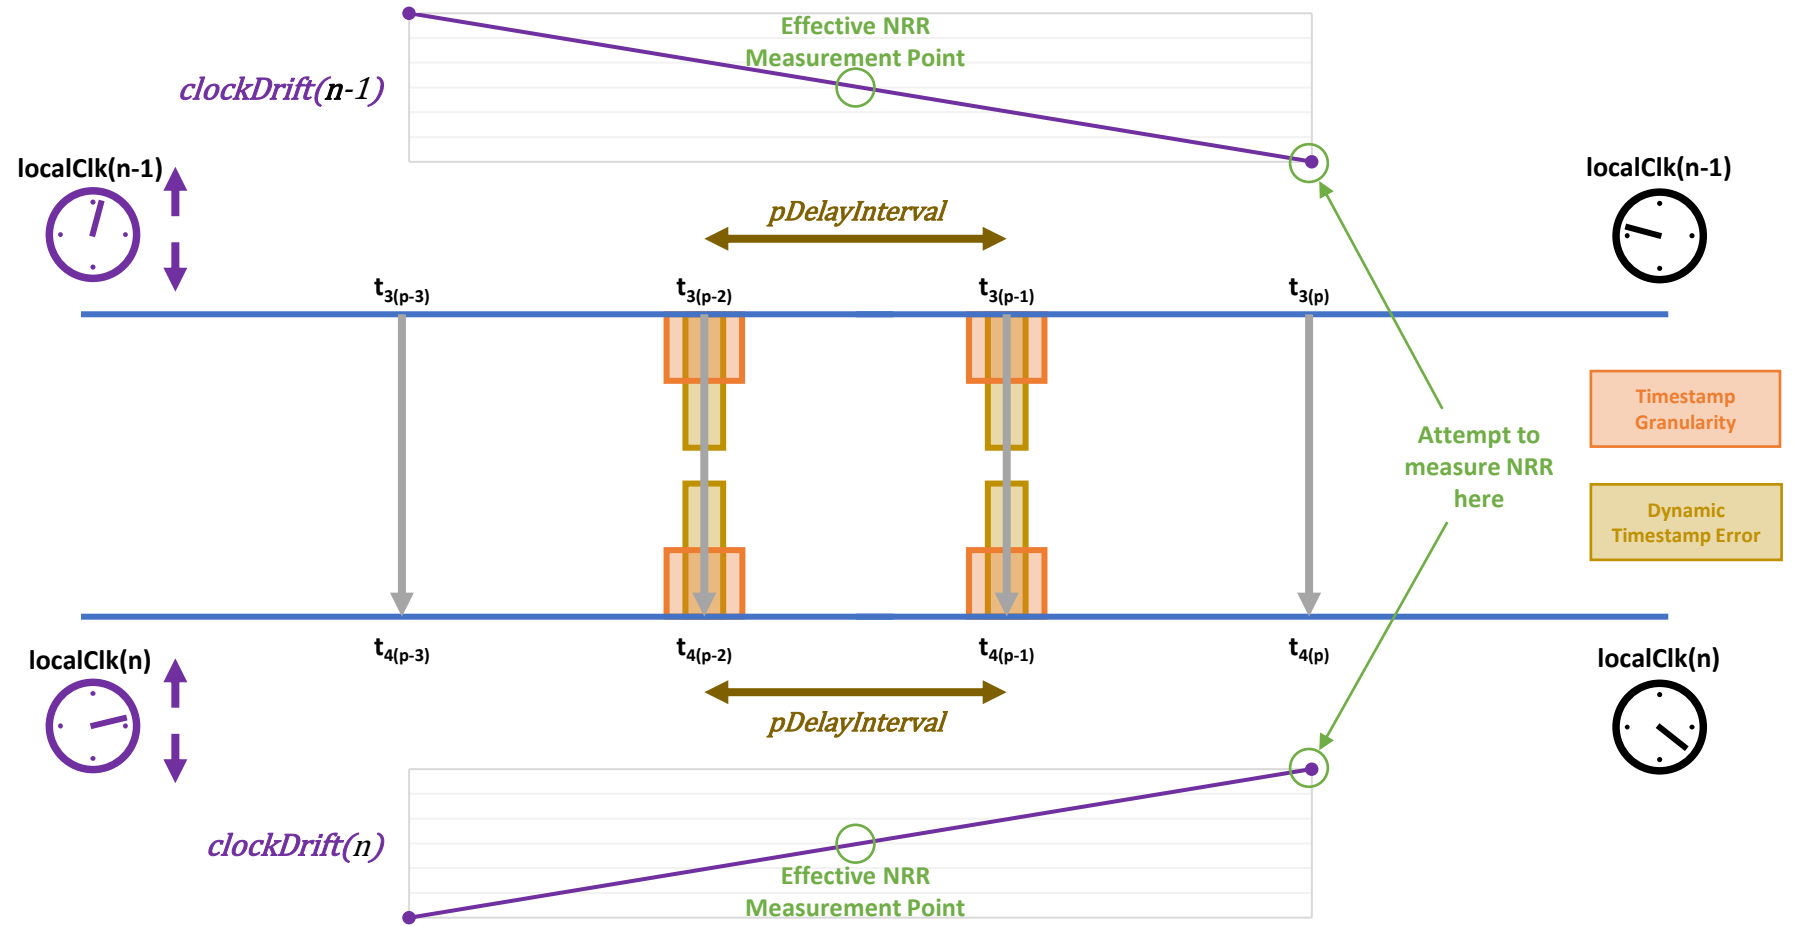 Effective NRR
Measurement Point
clockDrift(n-1)
localClk(n-1)
localClk(n-1)
pDelayInterval
t3(p-3)
t3(p-2)
t3(p-1)
t3(p)
Timestamp
Granularity
Attempt to
measure NRR
here
Dynamic
Timestamp Error
t4(p-3)
t4(p-2)
t4(p-1)
t4(p)
localClk(n)
localClk(n)
pDelayInterval
clockDrift(n)
Effective NRR
Measurement Point